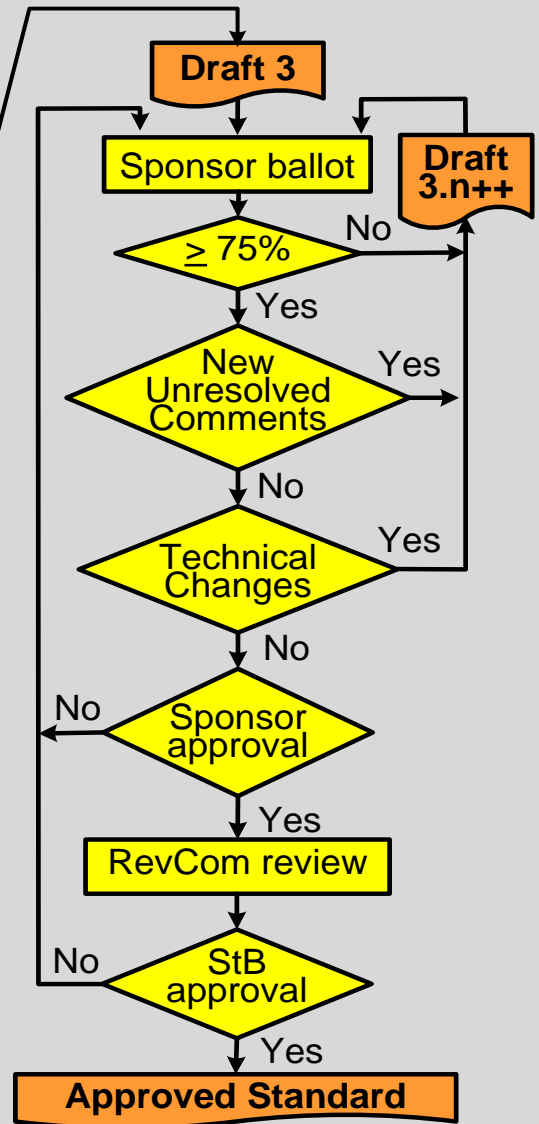 Draft 3
Sponsor ballot
Draft
3.n++
≥ 75%
No
Yes
New
Unresolved
Comments
Yes
No
Technical
Changes
Yes
No
Sponsor
approval
No
Yes
RevCom review
StB
approval
No
Yes
Approved Standard